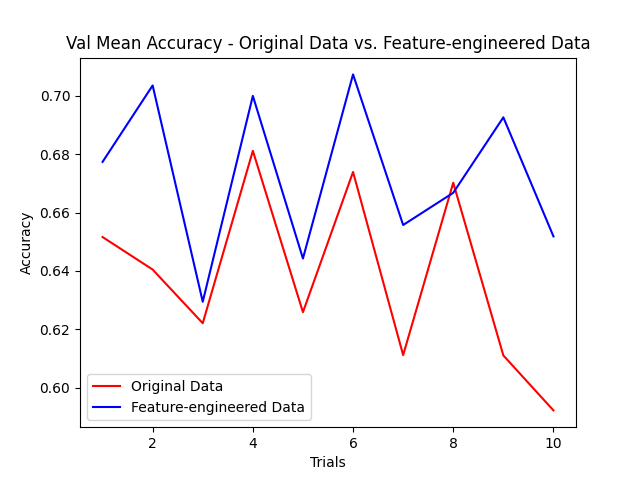 Val Mean Accuracy - Original Data vs. Feature-engineered Data
0.70
0.68
0.66
0.64
0.62
0.60
Accuracy
Original Data
Feature-engineered Data
2
4
6
8
10
Trials